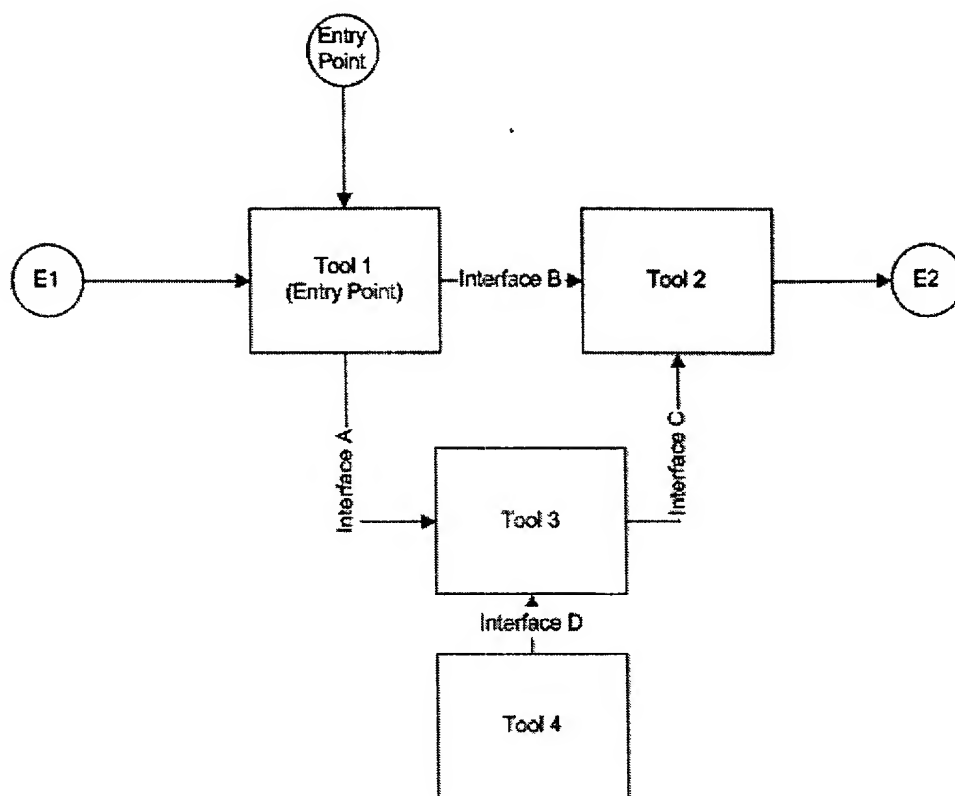 Entry
Point
Tool 1
(Entry Point)
E1
Interface B
Tool 2
E2
Interface A
Interface C
Tool 3
Interface D
Tool 4